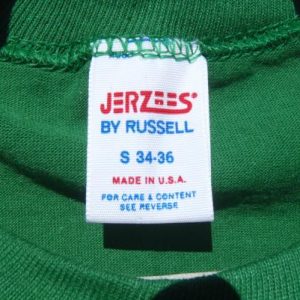 JERZEES
BY RUSSELL
S 34-36
MADE IN U.S.A.
FOR CARE & CONTENT
SEE REVERSE